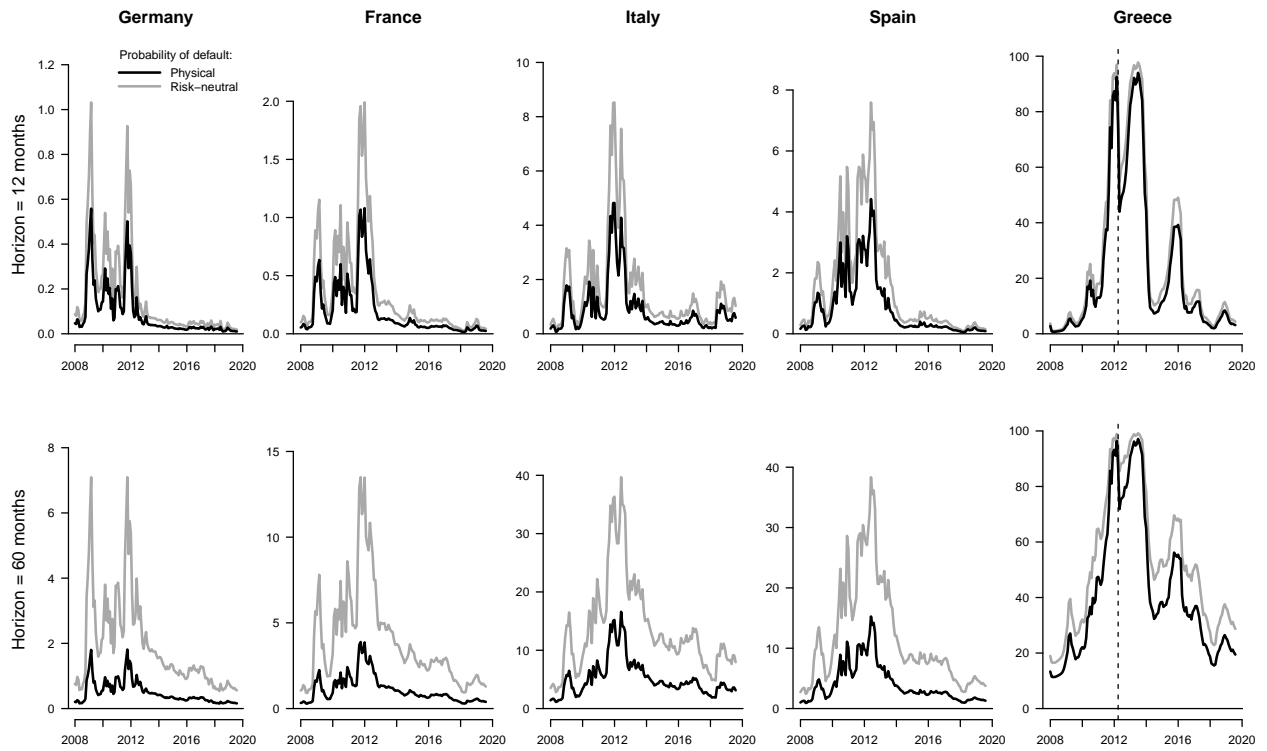 Germany France Italy Spain Greece
Probability of default:
Physical
Risk−neutral
Horizon = 12 months
0.0 0.2 0.4 0.6 0.8 1.0 1.2
2008 2012 2016 2020
0.0 0.5 1.0 1.5 2.0
2008 2012 2016 2020
0 2 4 6 8 10
2008 2012 2016 2020
0 2 4 6 8
2008 2012 2016 2020
0 20 40 60 80 100
2008 2012 2016 2020
Horizon = 60 months
0 2 4 6 8
2008 2012 2016 2020
0 5 10 15
2008 2012 2016 2020
0 10 20 30 40
2008 2012 2016 2020
0 10 20 30 40
2008 2012 2016 2020
0 20 40 60 80 100
2008 2012 2016 2020